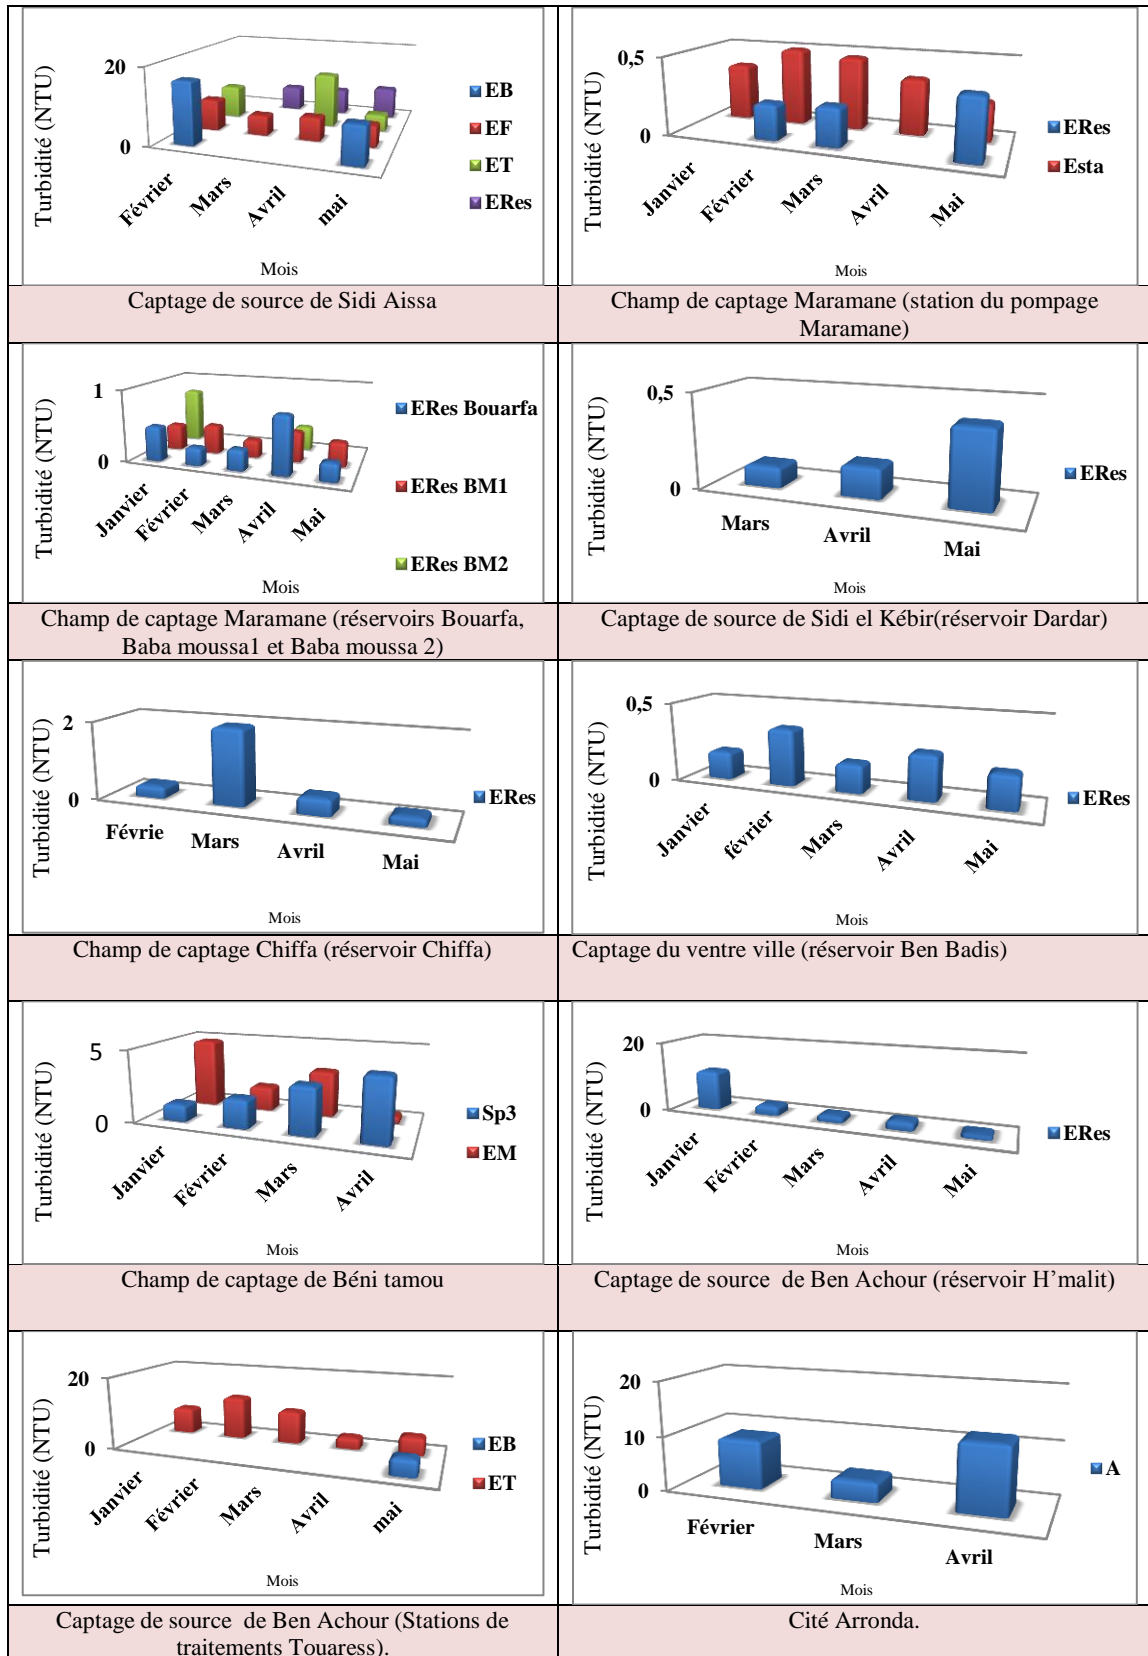 Turbidité (NTU)
20
0
Février
Mars
Avril
mai
Mois
EB
EF
ET
ERes
Turbidité (NTU)
0,5
0
Janvier
Février
Mars
Avril
Mai
Mois
ERes
Esta
Captage de source de Sidi Aissa
Champ de captage Maramane (station du pompage
Maramane)
Turbidité (NTU)
1
0
Janvier
Février
Mars
Avril
Mai
Mois
ERes Bouarfa
ERes BM1
ERes BM2
Turbidité (NTU)
0,5
0
Mars
Avril
Mai
Mois
ERes
Champ de captage Maramane (réservoirs Bouarfa,
Baba moussa1 et Baba moussa 2)
Captage de source de Sidi el Kébir(réservoir Dardar)
Turbidité (NTU)
2
0
Févrie
Mars
Avril
Mai
Mois
ERes
Turbidité (NTU)
0,5
0
Janvier
février
Mars
Avril
Mai
Mois
ERes
Champ de captage Chiffa (réservoir Chiffa)
Captage du ventre ville (réservoir Ben Badis)
Turbidité (NTU)
5
0
Janvier
Février
Mars
Avril
Mois
Sp3
EM
Turbidité (NTU)
20
0
Janvier
Février
Mars
Avril
Mai
Mois
ERes
Champ de captage de Béni tamou
Captage de source de Ben Achour (réservoir H’malit)
Turbidité (NTU)
20
0
Janvier
Février
Mars
Avril
mai
Mois
EB
ET
Turbidité (NTU)
20
10
0
Février
Mars
Avril
Mois
A
Captage de source de Ben Achour (Stations de
traitements Touaress).
Cité Arronda.